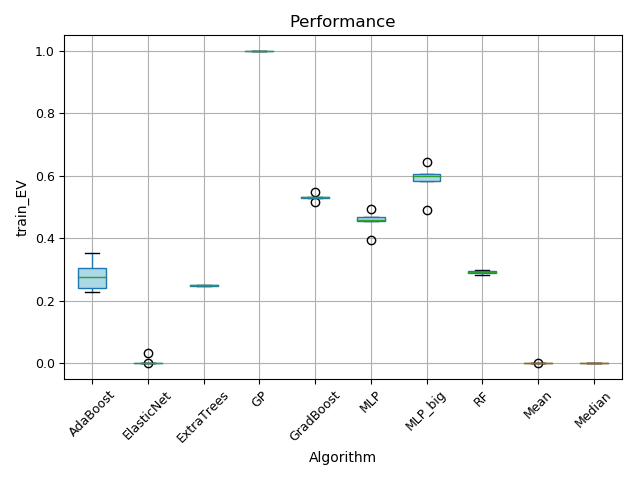 Performance
train_EV
1.0
0.8
0.6
0.4
0.2
0.0
AdaBoost
ElasticNet
ExtraTrees
GP
GradBoost
MLP
MLP_big
RF
Mean
Median
Algorithm